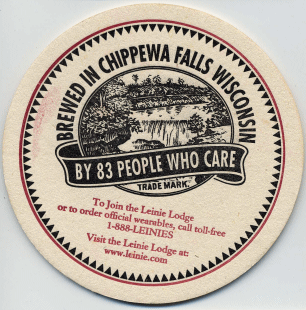 BREWED IN CHIPPEWA FALLS WISCONSIN
BY 83 PEOPLE WHO CARE
TRADE MARK
To Join the Leinie Lodge
or to order official wearables, call toll-free
1-888-LEINIES
Visit the Leinie Lodge at:
www.leinie.com